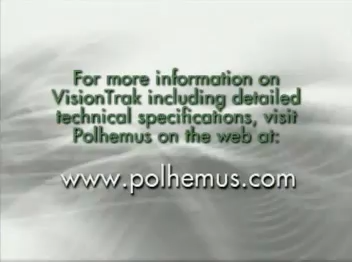 For more information on
VisionTrak including detailed
technical specifications, visit
Polhemus on the web at:
www.polhemus.com